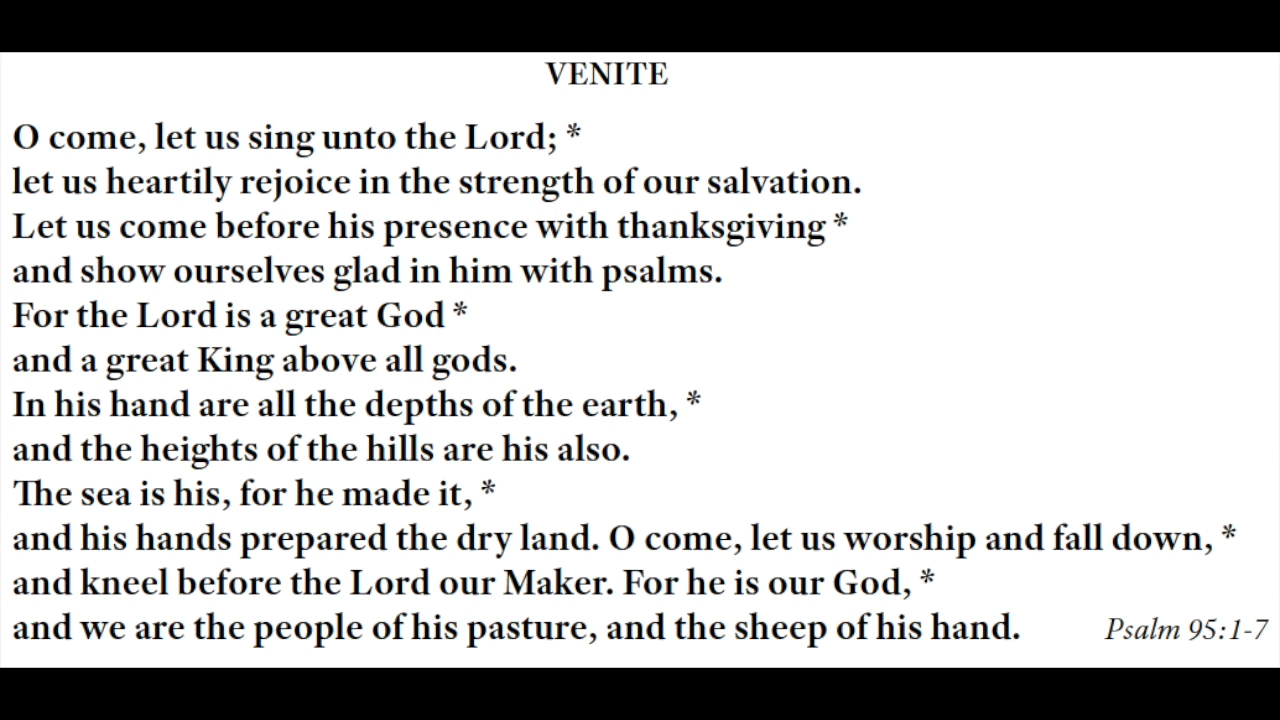 VENITE
O come, let us sing unto the Lord; *
let us heartily rejoice in the strength of our salvation.
Let us come before his presence with thanksgiving *
and show ourselves glad in him with psalms.
For the Lord is a great God *
and a great King above all gods.
In his hand are all the depths of the earth, *
and the heights of the hills are his also.
The sea is his, for he made it, *
and his hands prepared the dry land. O come, let us worship and fall down, *
and kneel before the Lord our Maker. For he is our God, *
and we are the people of his pasture, and the sheep of his hand. Psalm 95:1-7